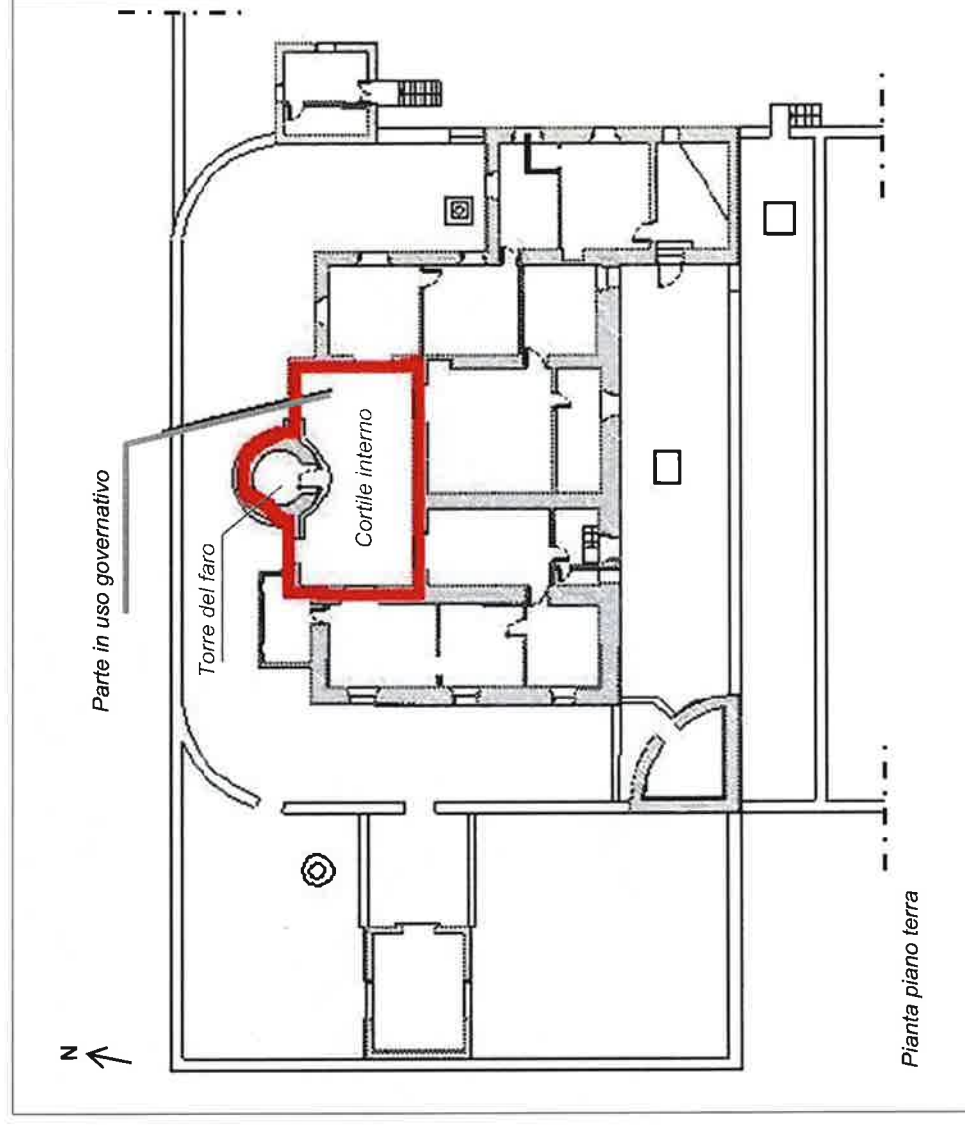 Parte in uso governativo
Torre del faro
Cortile interno
N
Pianta piano terra